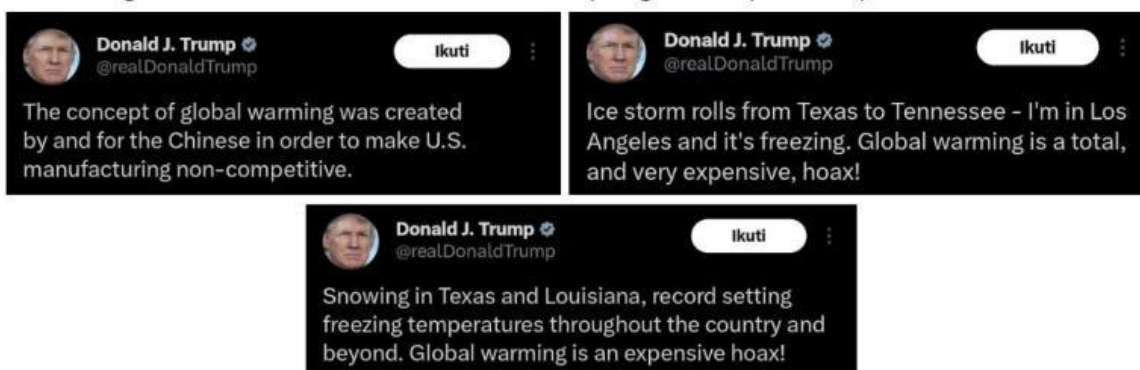 Donald J. Trump
@realDonaldTrump
Ikuti
The concept of global warming was created
by and for the Chinese in order to make U.S.
manufacturing non-competitive.
Donald J. Trump
@realDonaldTrump
Ikuti
Ice storm rolls from Texas to Tennessee - I'm in Los
Angeles and it's freezing. Global warming is a total,
and very expensive, hoax!
Donald J. Trump
@realDonaldTrump
Ikuti
Snowing in Texas and Louisiana, record setting
freezing temperatures throughout the country and
beyond. Global warming is an expensive hoax!